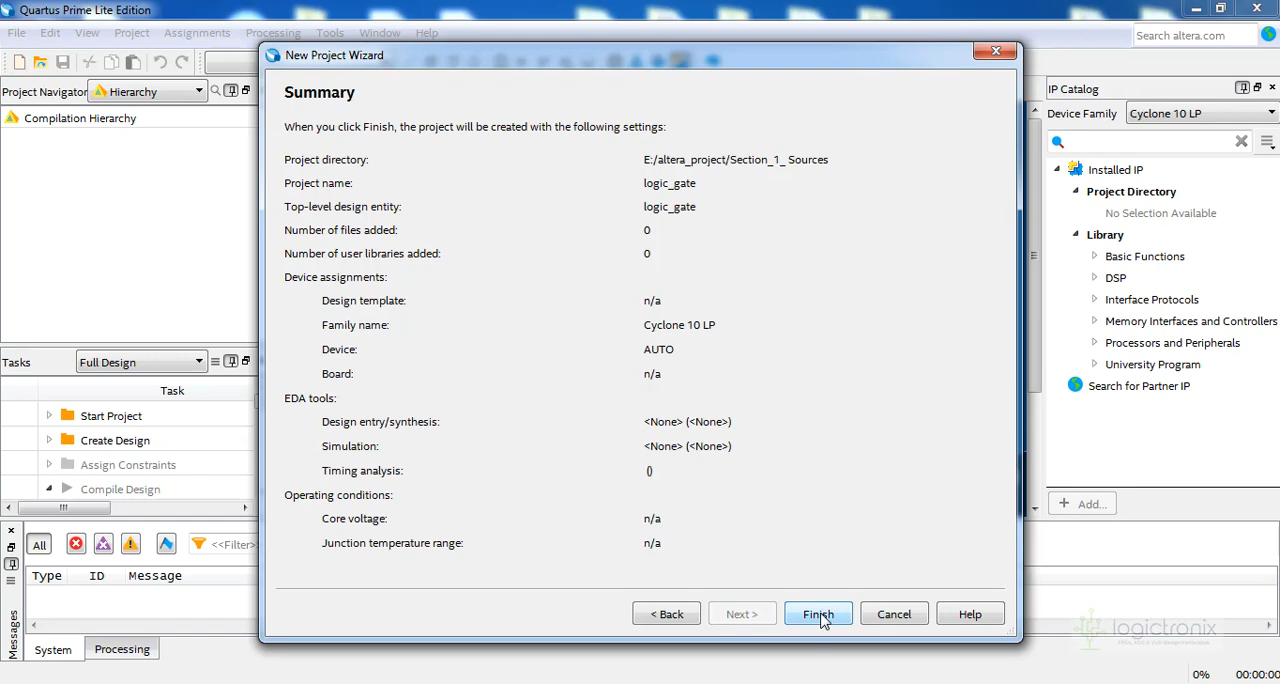 Quartus Prime Lite Edition
File Edit View Project Assignments Processing Tools Window Help
Search altera.com
Project Navigator Hierarchy
Compilation Hierarchy
Tasks Full Design
Task
Start Project
Create Design
Assign Constraints
Compile Design
New Project Wizard
Summary
When you click Finish, the project will be created with the following settings:
Project directory: E:/altera_project/Section_1_ Sources
Project name: logic_gate
Top-level design entity: logic_gate
Number of files added: 0
Number of user libraries added: 0
Device assignments:
Design template: n/a
Family name: Cyclone 10 LP
Device: AUTO
Board: n/a
EDA tools:
Design entry/synthesis: <None> (<None>)
Simulation: <None> (<None>)
Timing analysis: ()
Operating conditions:
Core voltage: n/a
Junction temperature range: n/a
< Back Next > Finish Cancel Help
IP Catalog
Device Family Cyclone 10 LP
Installed IP
Project Directory
No Selection Available
Library
Basic Functions
DSP
Interface Protocols
Memory Interfaces and Controllers
Processors and Peripherals
University Program
Search for Partner IP
+ Add...
All <<Filter>>
Type ID Message
Messages
System Processing
logictronix
0% 00:00:00